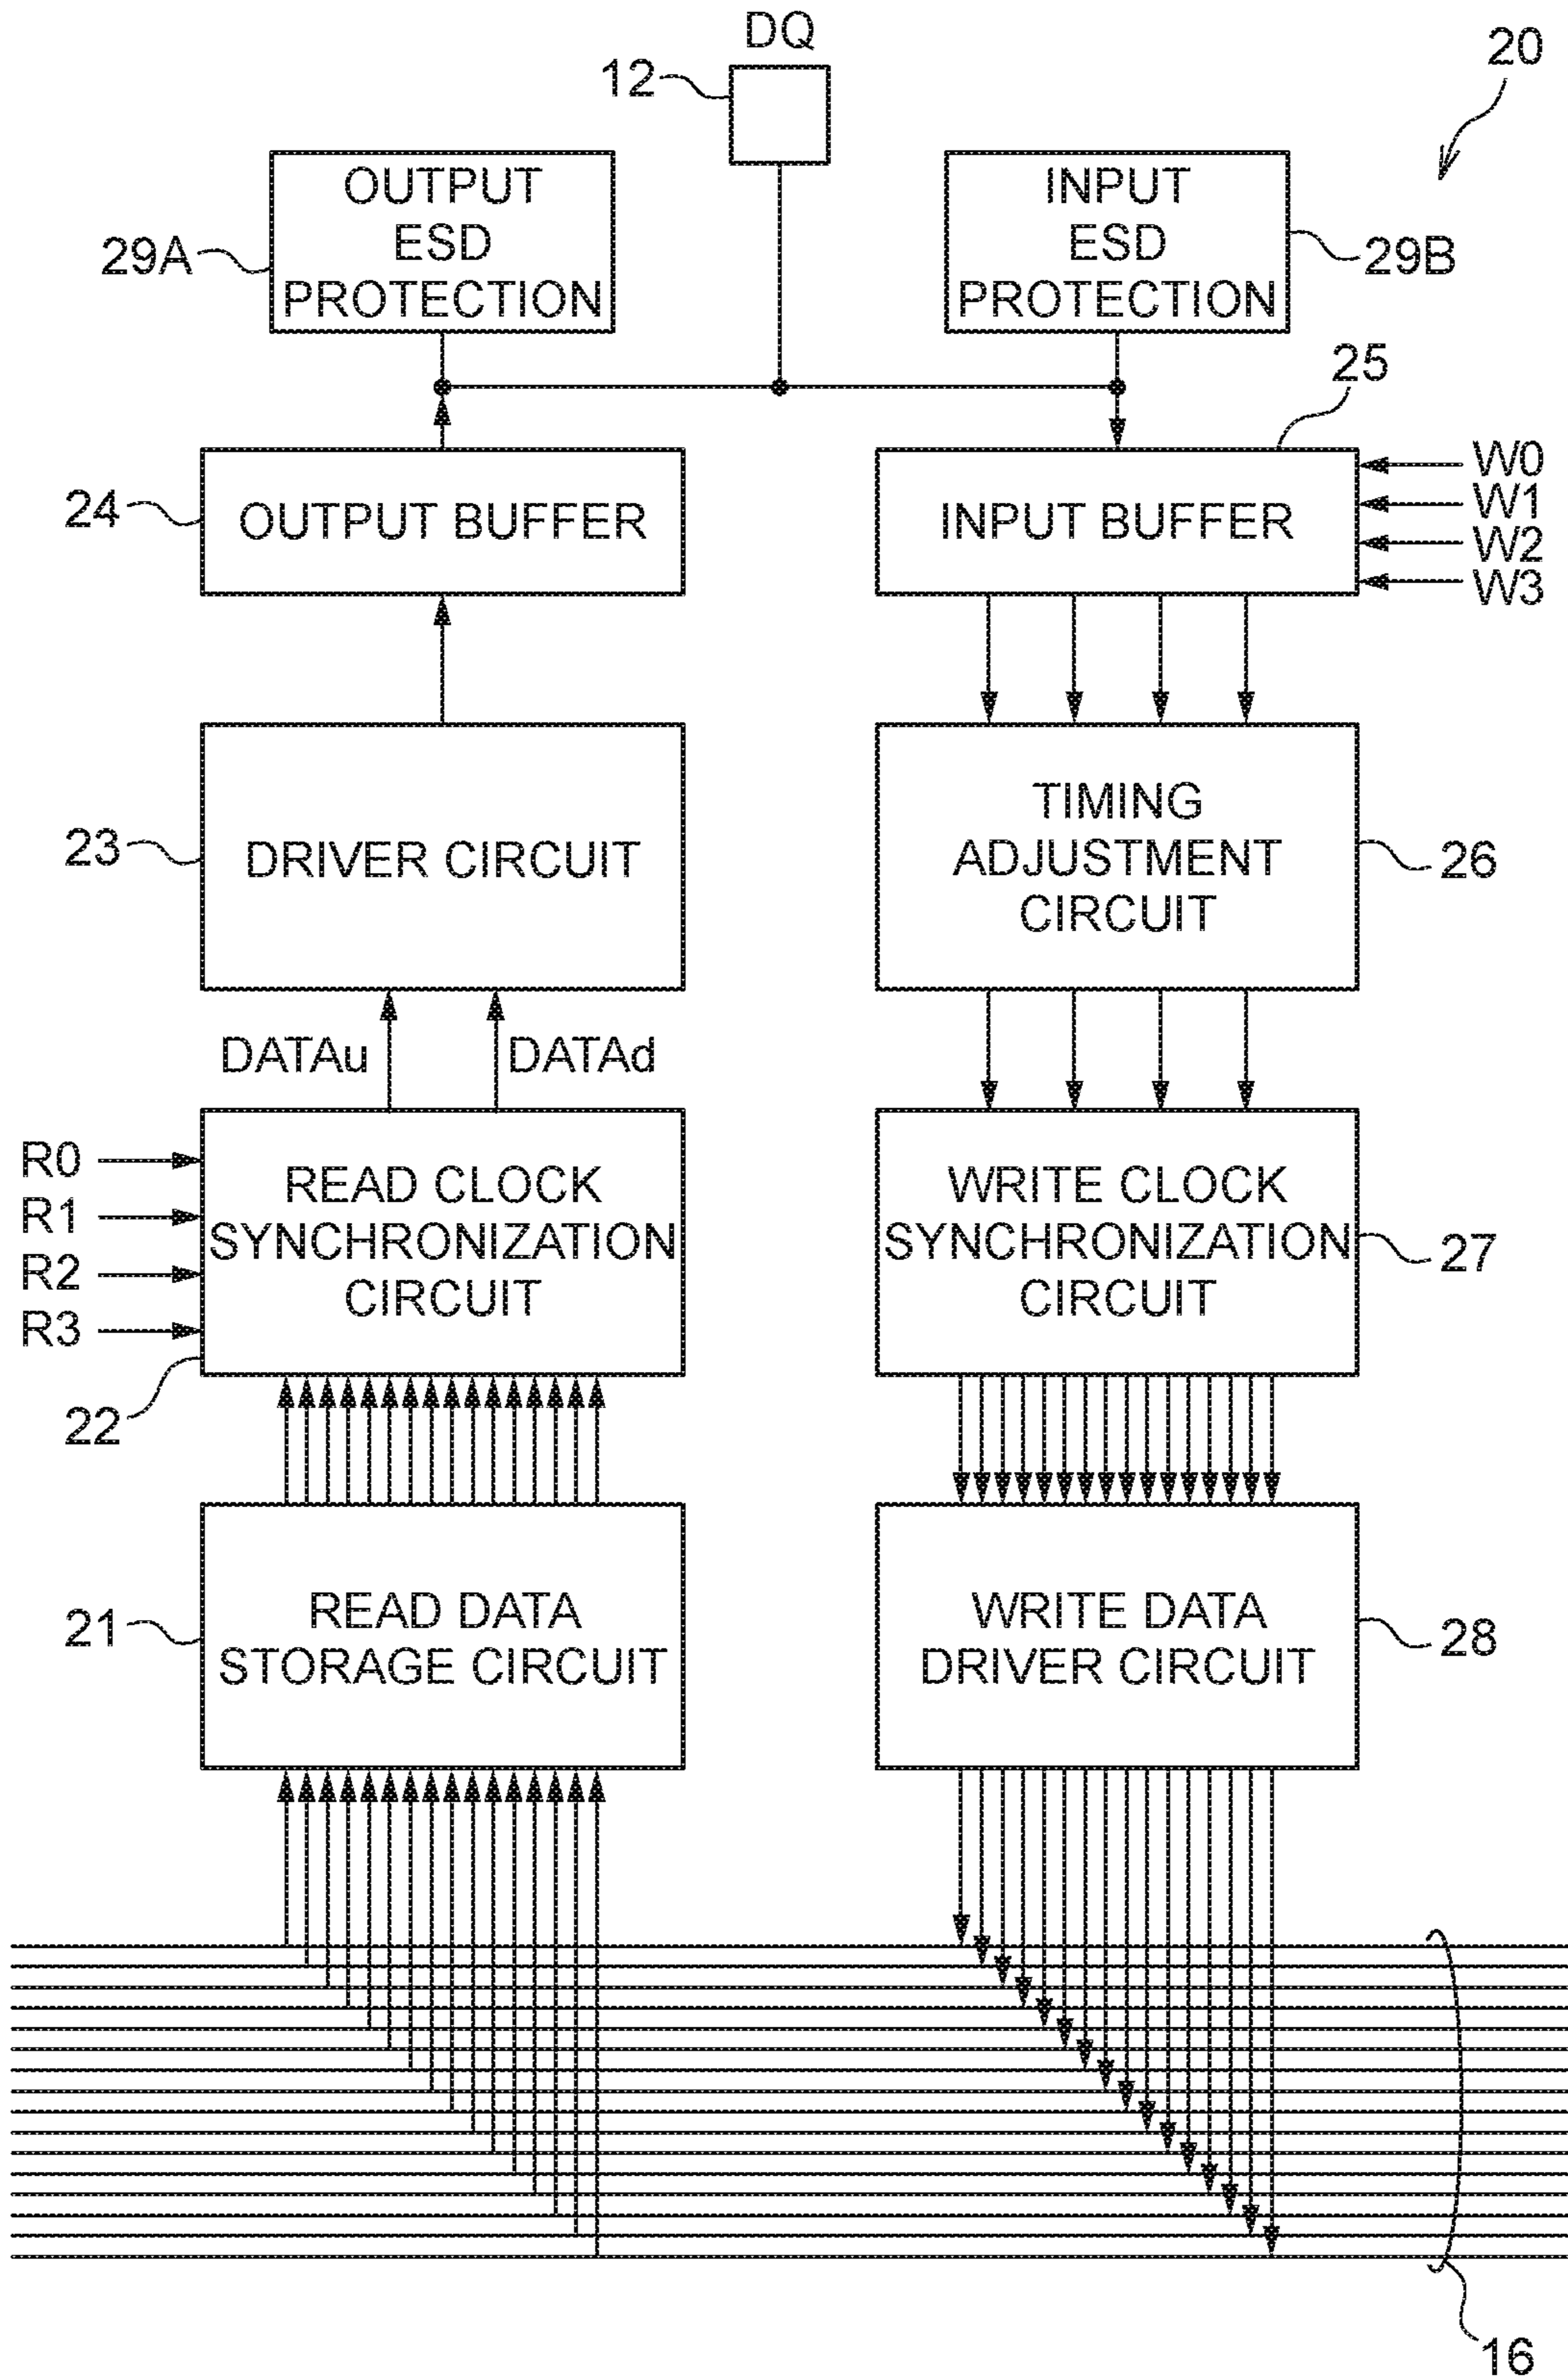 DQ
12
20
OUTPUT
ESD
PROTECTION
29A
INPUT
ESD
PROTECTION
29B
25
24
OUTPUT BUFFER
INPUT BUFFER
W0
W1
W2
W3
23
DRIVER CIRCUIT
TIMING
ADJUSTMENT
CIRCUIT
26
DATAu
DATAd
R0
R1
R2
R3
READ CLOCK
SYNCHRONIZATION
CIRCUIT
22
WRITE CLOCK
SYNCHRONIZATION
CIRCUIT
27
21
READ DATA
STORAGE CIRCUIT
WRITE DATA
DRIVER CIRCUIT
28
16